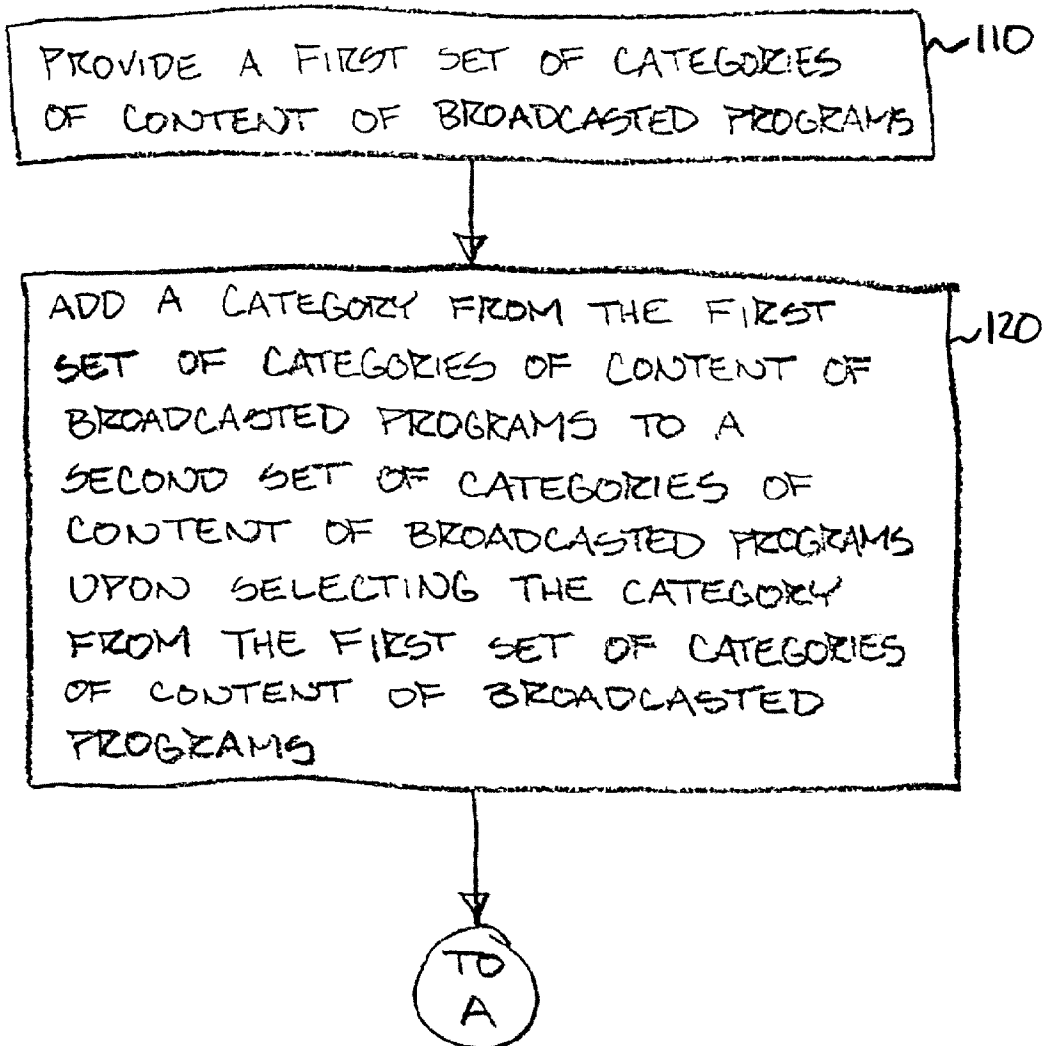 PROVIDE A FIRST SET OF CATEGORIES
OF CONTENT OF BROADCASTED PROGRAMS
110
ADD A CATEGORY FROM THE FIRST
SET OF CATEGORIES OF CONTENT OF
BROADCASTED PROGRAMS TO A
SECOND SET OF CATEGORIES OF
CONTENT OF BROADCASTED PROGRAMS
UPON SELECTING THE CATEGORY
FROM THE FIRST SET OF CATEGORIES
OF CONTENT OF BROADCASTED
PROGRAMS
120
TO
A